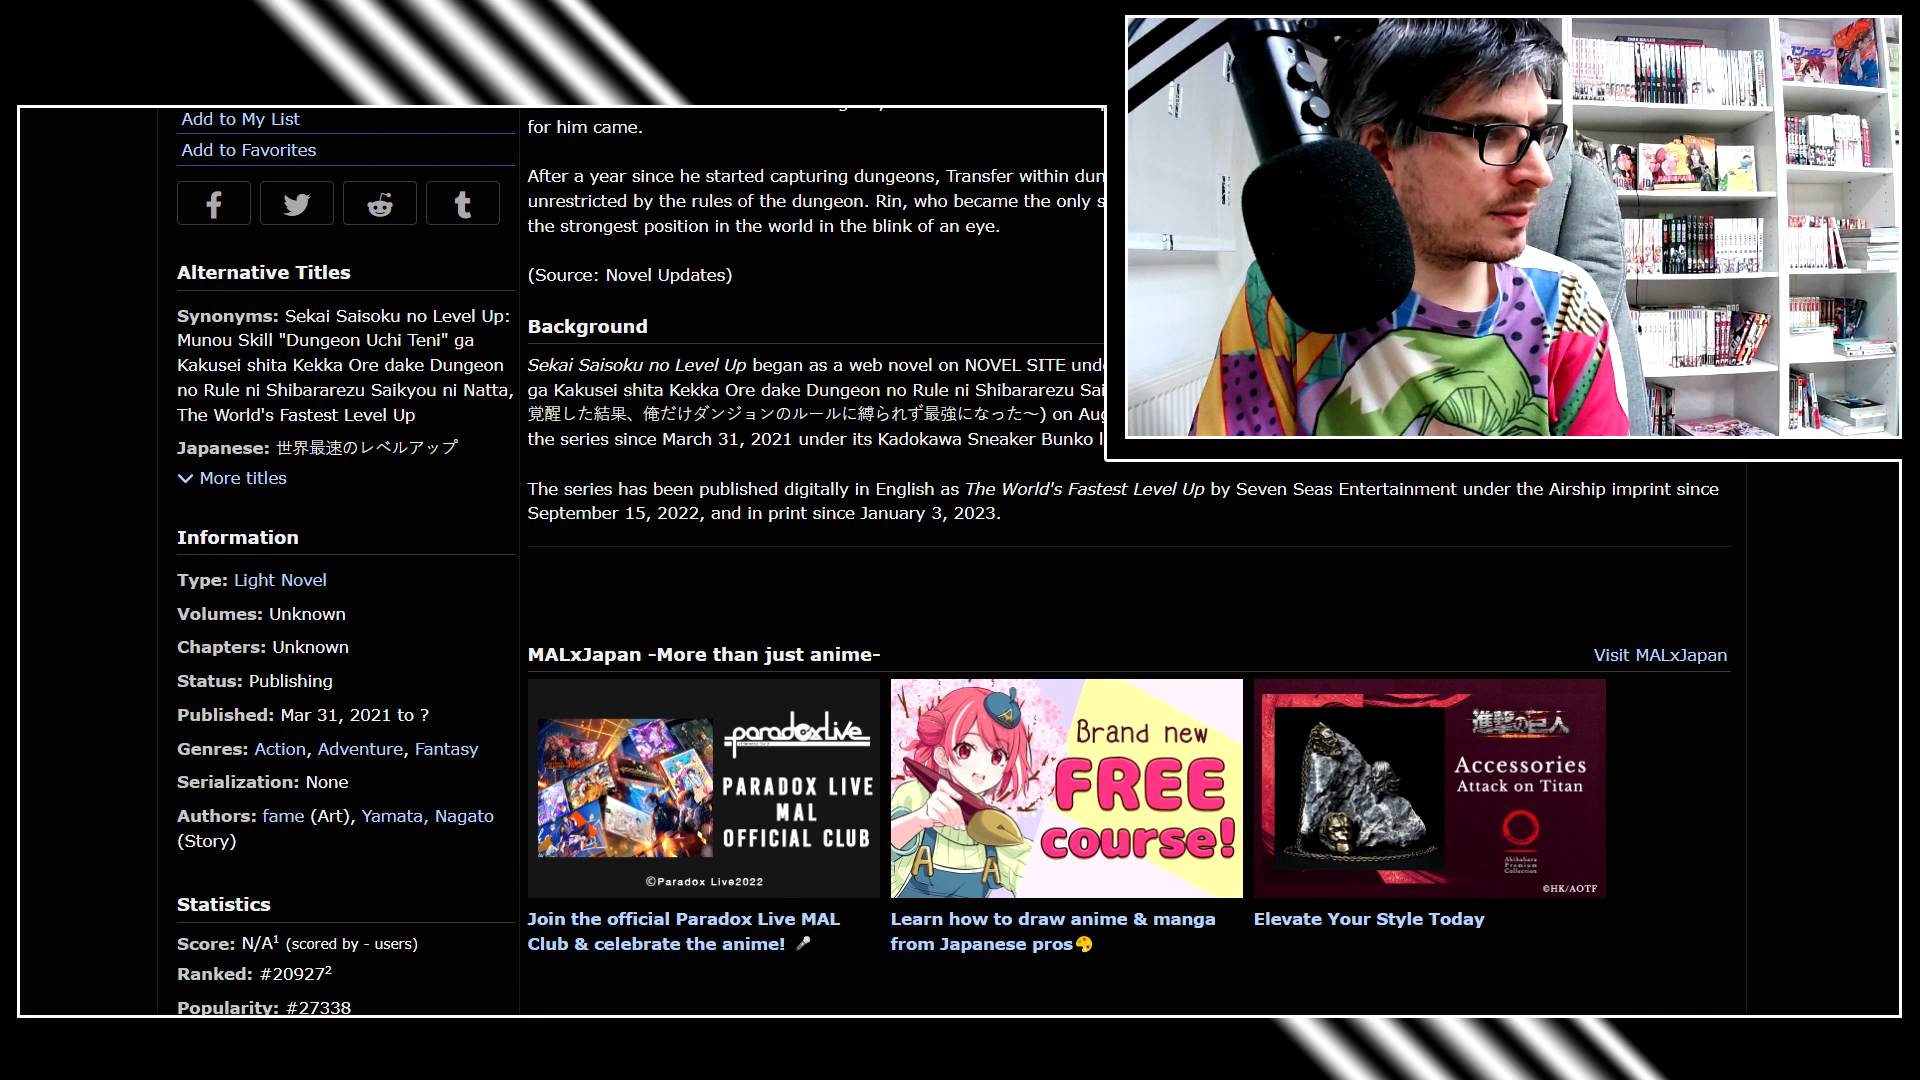 Add to My List
Add to Favorites
Alternative Titles
Synonyms: Sekai Saisoku no Level Up:
Munou Skill "Dungeon Uchi Teni" ga
Kakusei shita Kekka Ore dake Dungeon
no Rule ni Shibararezu Saikyou ni Natta,
The World's Fastest Level Up
Japanese: 世界最速のレベルアップ
More titles
Information
Type: Light Novel
Volumes: Unknown
Chapters: Unknown
Status: Publishing
Published: Mar 31, 2021 to ?
Genres: Action, Adventure, Fantasy
Serialization: None
Authors: fame (Art), Yamata, Nagato
(Story)
Statistics
Score: N/A¹ (scored by - users)
Ranked: #20927²
Popularity: #27338
for him came.
After a year since he started capturing dungeons, Transfer within dun
unrestricted by the rules of the dungeon. Rin, who became the only s
the strongest position in the world in the blink of an eye.
(Source: Novel Updates)
Background
Sekai Saisoku no Level Up began as a web novel on NOVEL SITE unde
ga Kakusei shita Kekka Ore dake Dungeon no Rule ni Shibararezu Sai
覚醒した結果、俺だけダンジョンのルールに縛られず最強になった～) on Aug
the series since March 31, 2021 under its Kadokawa Sneaker Bunko l
The series has been published digitally in English as The World's Fastest Level Up by Seven Seas Entertainment under the Airship imprint since
September 15, 2022, and in print since January 3, 2023.
MALxJapan -More than just anime-
Visit MALxJapan
paradoxLive
PARADOX LIVE
MAL
OFFICIAL CLUB
©Paradox Live2022
Join the official Paradox Live MAL
Club & celebrate the anime! 🎤
Brand new
FREE
course!
Learn how to draw anime & manga
from Japanese pros🎨
進撃の巨人
Accessories
Attack on Titan
Akihabara
Premium
Collection
©HK/AOTF
Elevate Your Style Today